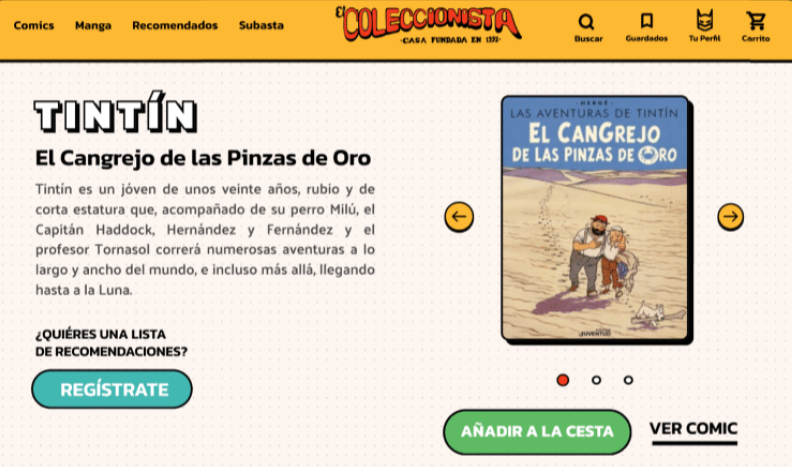 Comics
Manga
Recomendados
Subasta
El COLECCIONISTA
·CASA FUNDADA EN 1992·
Buscar
Guardados
Tu Perfil
Carrito
TINTÍN
El Cangrejo de las Pinzas de Oro
Tintín es un jóven de unos veinte años, rubio y de
corta estatura que, acompañado de su perro Milú, el
Capitán Haddock, Hernández y Fernández y el
profesor Tornasol correrá numerosas aventuras a lo
largo y ancho del mundo, e incluso más allá, llegando
hasta a la Luna.
¿QUIÉRES UNA LISTA
DE RECOMENDACIONES?
REGÍSTRATE
·HERGÉ·
LAS AVENTURAS DE TINTÍN
EL CANGREJO
DE LAS PINZAS DE ORO
JUVENTUD
AÑADIR A LA CESTA
VER COMIC